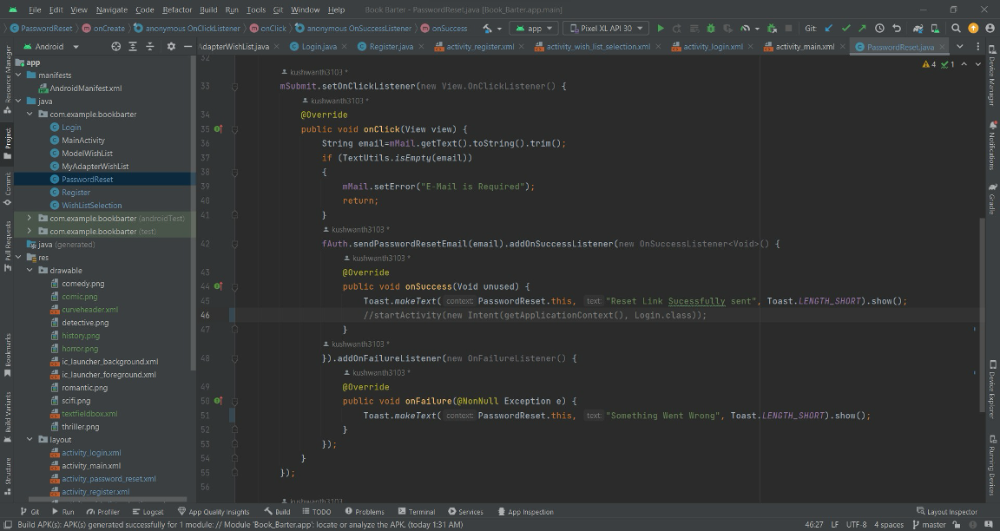 File Edit View Navigate Code Refactor Build Run Tools Git Window Help Book Barter - PasswordReset.java [Book_Barter.app.main]
PasswordReset onCreate anonymous OnClickListener onClick anonymous OnSuccessListener onSuccess app Pixel XL API 30 Git:
Android AdapterWishList.java Login.java Register.java activity_register.xml activity_wish_list_selection.xml activity_login.xml activity_main.xml PasswordReset.java
Resource Manager
Project
Commit
Pull Requests
Bookmarks
Build Variants
Structure
app
manifests
AndroidManifest.xml
java
com.example.bookbarter
Login
MainActivity
ModelWishList
MyAdapterWishList
PasswordReset
Register
WishListSelection
com.example.bookbarter (androidTest)
com.example.bookbarter (test)
java (generated)
res
drawable
comedy.png
comic.png
curveheader.xml
detective.png
history.png
horror.png
ic_launcher_background.xml
ic_launcher_foreground.xml
romantic.png
scifi.png
textfieldbox.xml
thriller.png
layout
activity_login.xml
activity_main.xml
activity_password_reset.xml
activity_register.xml
4 1
32
kushwanth3103 *
33 mSubmit.setOnClickListener(new View.OnClickListener() {
kushwanth3103 *
34 @Override
35 public void onClick(View view) {
36 String email=mMail.getText().toString().trim();
37 if (TextUtils.isEmpty(email))
38 {
39 mMail.setError("E-Mail is Required");
40 return;
41 }
kushwanth3103 *
42 fAuth.sendPasswordResetEmail(email).addOnSuccessListener(new OnSuccessListener<Void>() {
kushwanth3103 *
43 @Override
44 public void onSuccess(Void unused) {
45 Toast.makeText( context: PasswordReset.this, text: "Reset Link Sucessfully sent", Toast.LENGTH_SHORT).show();
46 //startActivity(new Intent(getApplicationContext(), Login.class));
47 }
kushwanth3103 *
48 }).addOnFailureListener(new OnFailureListener() {
kushwanth3103 *
49 @Override
50 public void onFailure(@NonNull Exception e) {
51 Toast.makeText( context: PasswordReset.this, text: "Something Went Wrong", Toast.LENGTH_SHORT).show();
52 }
53 });
54 }
55 });
56
kushwanth3103
Device Manager
Notifications
Gradle
Device Explorer
Running Devices
Git Run Profiler Logcat App Quality Insights Build TODO Problems Terminal Services App Inspection Layout Inspector
Build APK(s): APK(s) generated successfully for 1 module: // Module 'Book_Barter.app': locate or analyze the APK. (today 1:31 AM) 46:27 LF UTF-8 4 spaces master